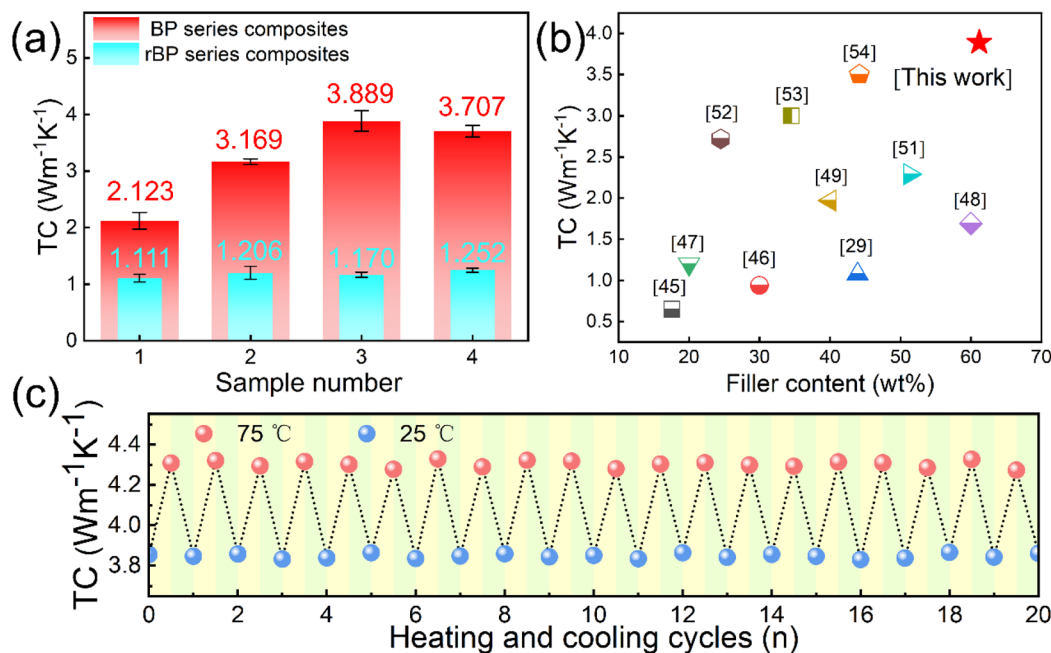 (a)
BP series composites
rBP series composites
TC (Wm⁻¹K⁻¹)
5
4
3
2
1
0
2.123
3.169
3.889
3.707
1.111
1.206
1.170
1.252
1 2 3 4
Sample number
(b)
TC (Wm⁻¹K⁻¹)
4.0
3.5
3.0
2.5
2.0
1.5
1.0
0.5
[54]
[This work]
[53]
[52]
[51]
[49]
[48]
[47]
[46]
[29]
[45]
10 20 30 40 50 60 70
Filler content (wt%)
(c)
75 ℃ 25 ℃
TC (Wm⁻¹K⁻¹)
4.4
4.2
4.0
3.8
0 2 4 6 8 10 12 14 16 18 20
Heating and cooling cycles (n)